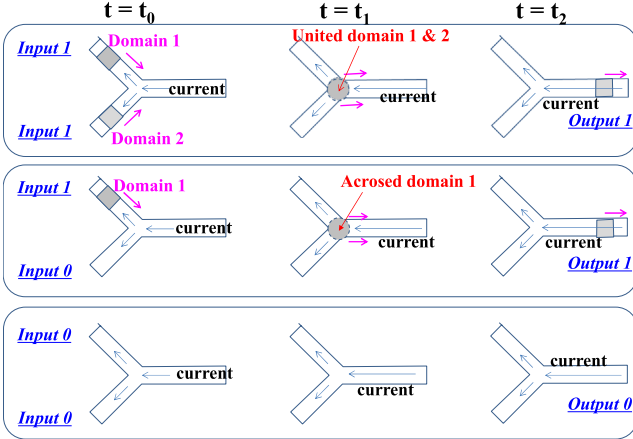 t = t0 t = t1 t = t2
Input 1
Domain 1
current
Input 1
Domain 2
United domain 1 & 2
current
current
Output 1
Input 1
Domain 1
current
Input 0
Acrosed domain 1
current
current
Output 1
Input 0
current
Input 0
current
current
Output 0